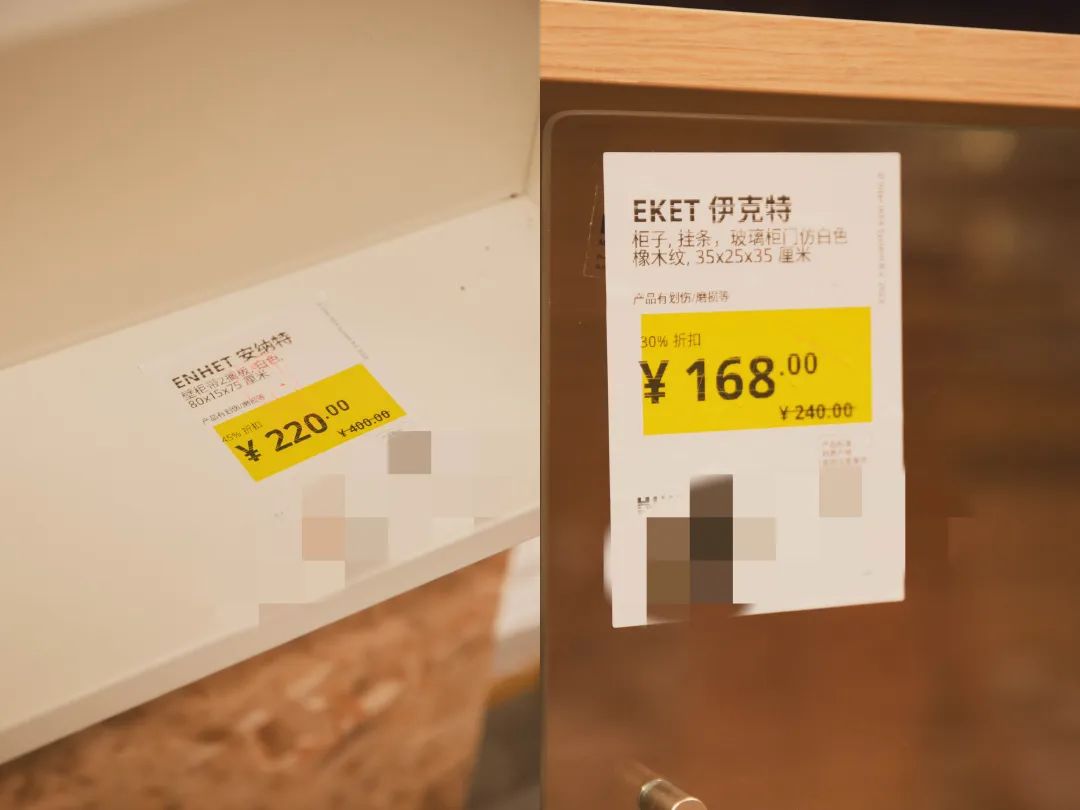 ENHET 安纳特
壁柜带2搁板, 白色,
80x15x75 厘米
产品有划伤/磨损等
45% 折扣
¥ 220.00
¥ 400.00
EKET 伊克特
柜子, 挂条, 玻璃柜门仿白色
橡木纹, 35x25x35 厘米
产品有划伤/磨损等
30% 折扣
¥ 168.00
¥ 240.00